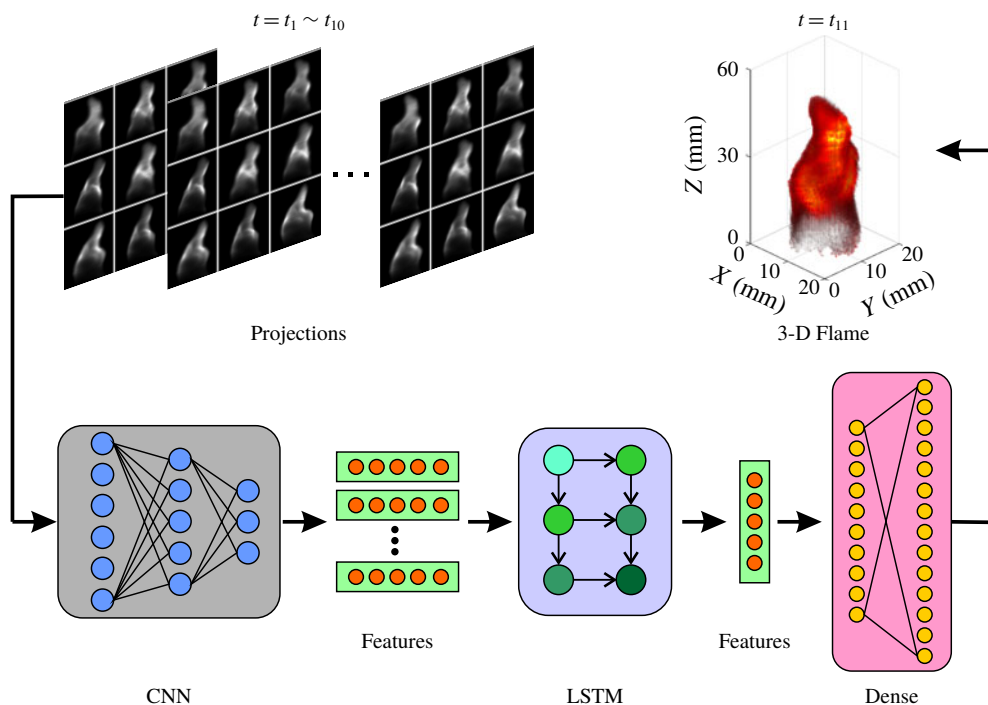 t = t₁ ∼ t₁₀
t = t₁₁
60
30
0
Z (mm)
0
10
20
X (mm)
0
10
20
Y (mm)
Projections
3-D Flame
Features
Features
CNN
LSTM
Dense